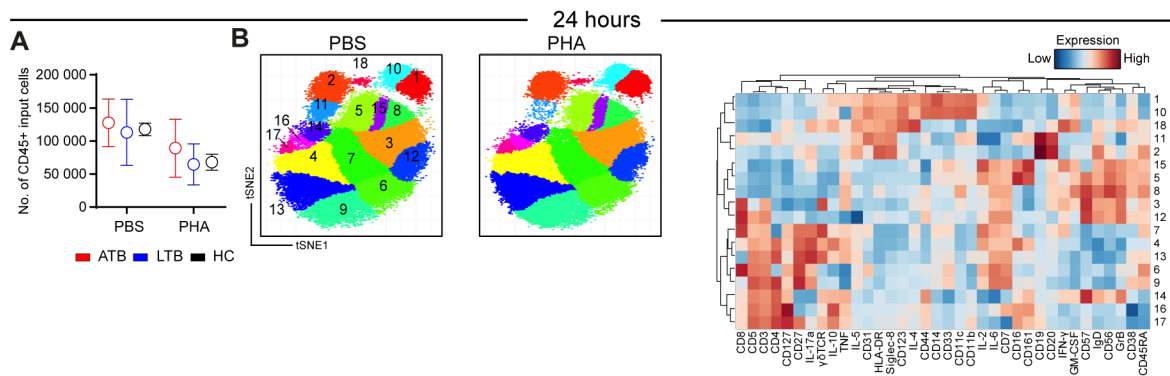 24 hours
A
No. of CD45+ input cells
200 000
150 000
100 000
50 000
0
PBS
PHA
ATB
LTB
HC
B
PBS
18
10
2
1
11
15
5
8
16
14
17
3
4
7
12
6
13
9
tSNE2
tSNE1
PHA
Expression
Low
High
1
10
18
11
2
15
5
8
3
12
7
4
13
6
9
14
16
17
CD8
CD5
CD3
CD4
CD127
CD27
IL-17a
γδTCR
IL-10
TNF
IL-5
CD31
HLA-DR
Siglec-8
CD123
IL-4
CD44
CD14
CD33
CD11c
CD11b
IL-2
IL-6
CD7
CD16
CD161
CD19
CD20
IFN-γ
GM-CSF
CD57
IgD
CD56
GrB
CD38
CD45RA